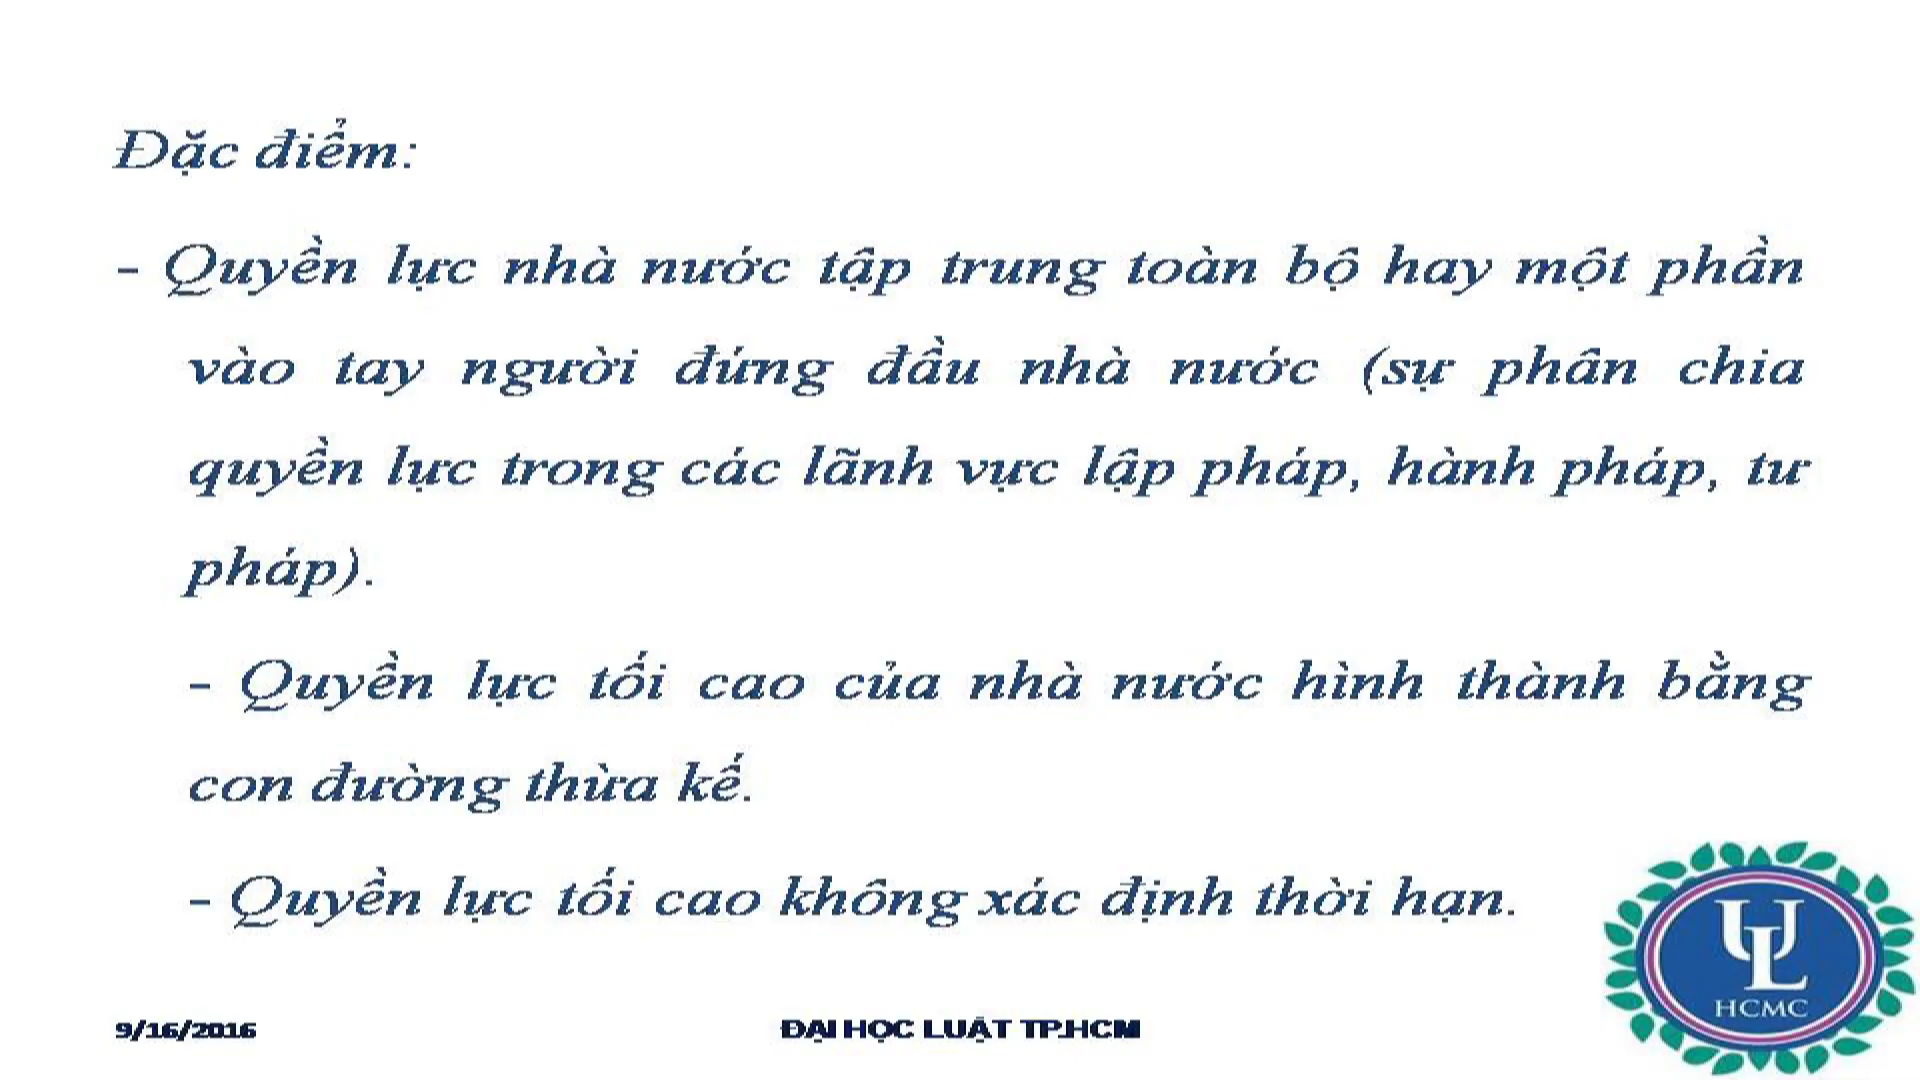 Đặc điểm:
- Quyền lực nhà nước tập trung toàn bộ hay một phần
vào tay người đứng đầu nhà nước (sự phân chia
quyền lực trong các lãnh vực lập pháp, hành pháp, tư
pháp).
- Quyền lực tối cao của nhà nước hình thành bằng
con đường thừa kế.
- Quyền lực tối cao không xác định thời hạn.
UL
HCMC
9/16/2016
ĐẠI HỌC LUẬT TP.HCM